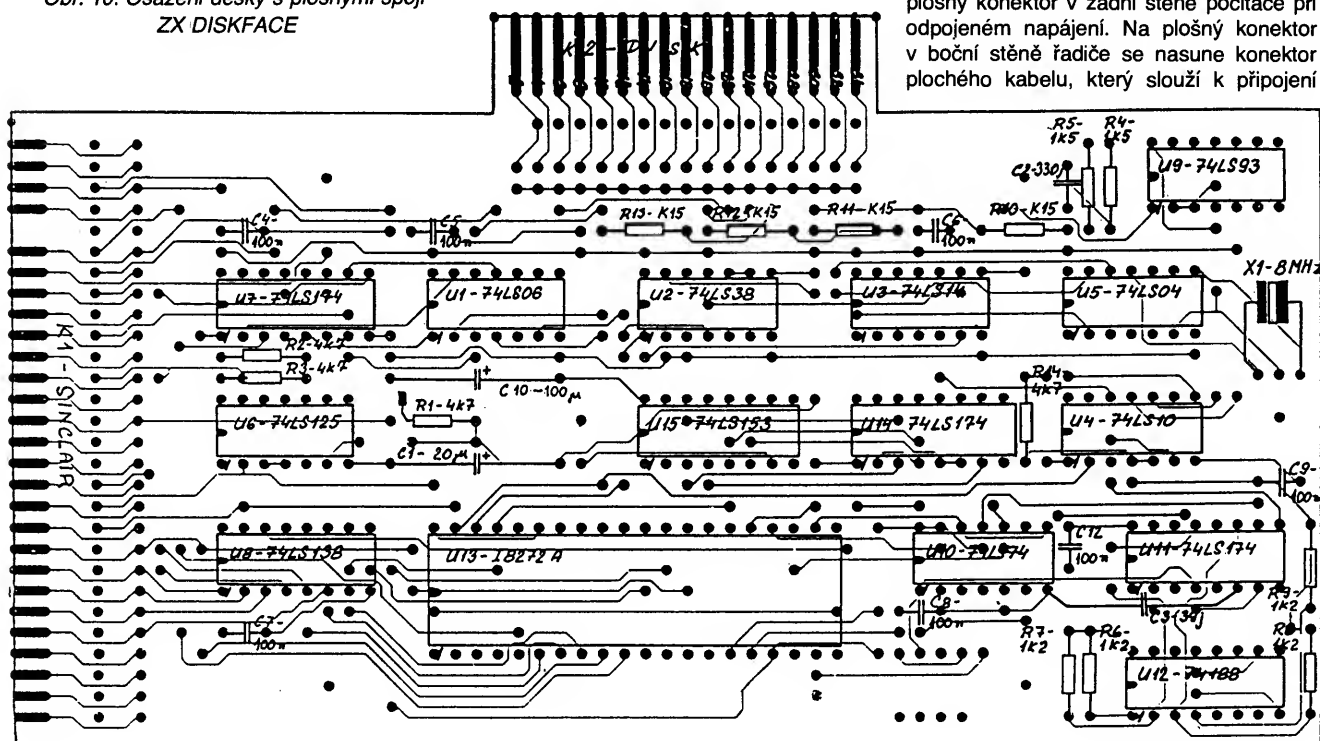 Obr. 10. Osazení desky s plošnými spoji
ZX DISKFACE
plošný konektor v zadní stěně počítače při
odpojeném napájení. Na plošný konektor
v boční stěně řadiče se nasune konektor
plochého kabelu, který slouží k připojení
K2-DISK
R5-
1K5
R4-
1K5
U9-74LS93
C4-
100n
C5-
100n
R13-K15
R12-K15
R11-K15
C6
100n
R10-K15
X1-8MHz
U7-74LS174
U1-74LS06
U2-74LS38
U3-74LS14
U5-74LS04
K1-SINCLAIR
R2-4K7
R3-4K7
C10-100µ
R14-
4K7
R1-4K7
U6-74LS125
U15-74LS153
U14-74LS174
U4-74LS10
C1-20µ
C9-
100n
U8-74LS138
U13-I8272A
U10-74LS74
C12
100n
U11-74LS174
C7-
100n
C8-
100n
R9-
1K2
R7-
1K2
R6-
1K2
1K2
U12-74188